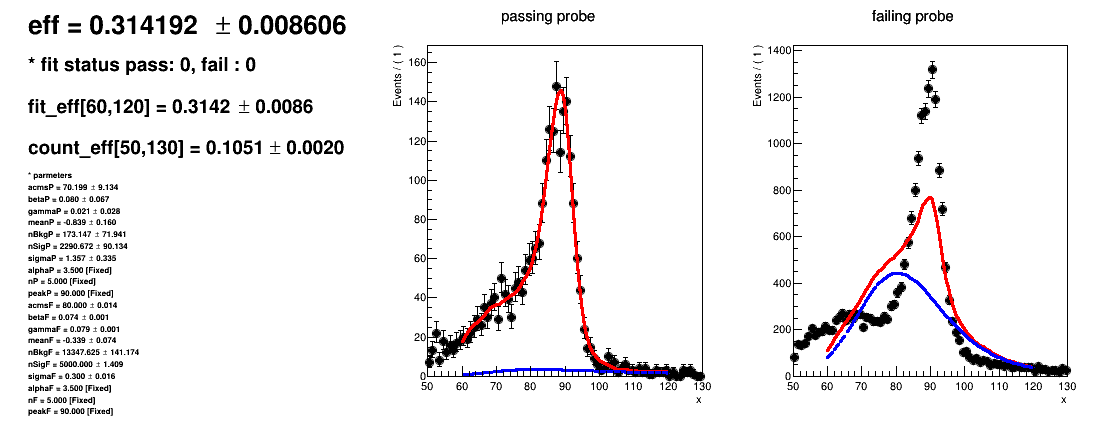 eff = 0.314192 ± 0.008606
* fit status pass: 0, fail : 0
fit_eff[60,120] = 0.3142 ± 0.0086
count_eff[50,130] = 0.1051 ± 0.0020
* parmeters
acmsP = 70.199 ± 9.134
betaP = 0.080 ± 0.067
gammaP = 0.021 ± 0.028
meanP = -0.839 ± 0.160
nBkgP = 173.147 ± 71.941
nSigP = 2290.672 ± 90.134
sigmaP = 1.357 ± 0.335
alphaP = 3.500 [Fixed]
nP = 5.000 [Fixed]
peakP = 90.000 [Fixed]
acmsF = 80.000 ± 0.014
betaF = 0.074 ± 0.001
gammaF = 0.079 ± 0.001
meanF = -0.339 ± 0.074
nBkgF = 13347.625 ± 141.174
nSigF = 5000.000 ± 1.409
sigmaF = 0.300 ± 0.016
alphaF = 3.500 [Fixed]
nF = 5.000 [Fixed]
peakF = 90.000 [Fixed]
passing probe
Events / ( 1 )
160
140
120
100
80
60
40
20
0
50 60 70 80 90 100 110 120 130
x
failing probe
Events / ( 1 )
1400
1200
1000
800
600
400
200
0
50 60 70 80 90 100 110 120 130
x